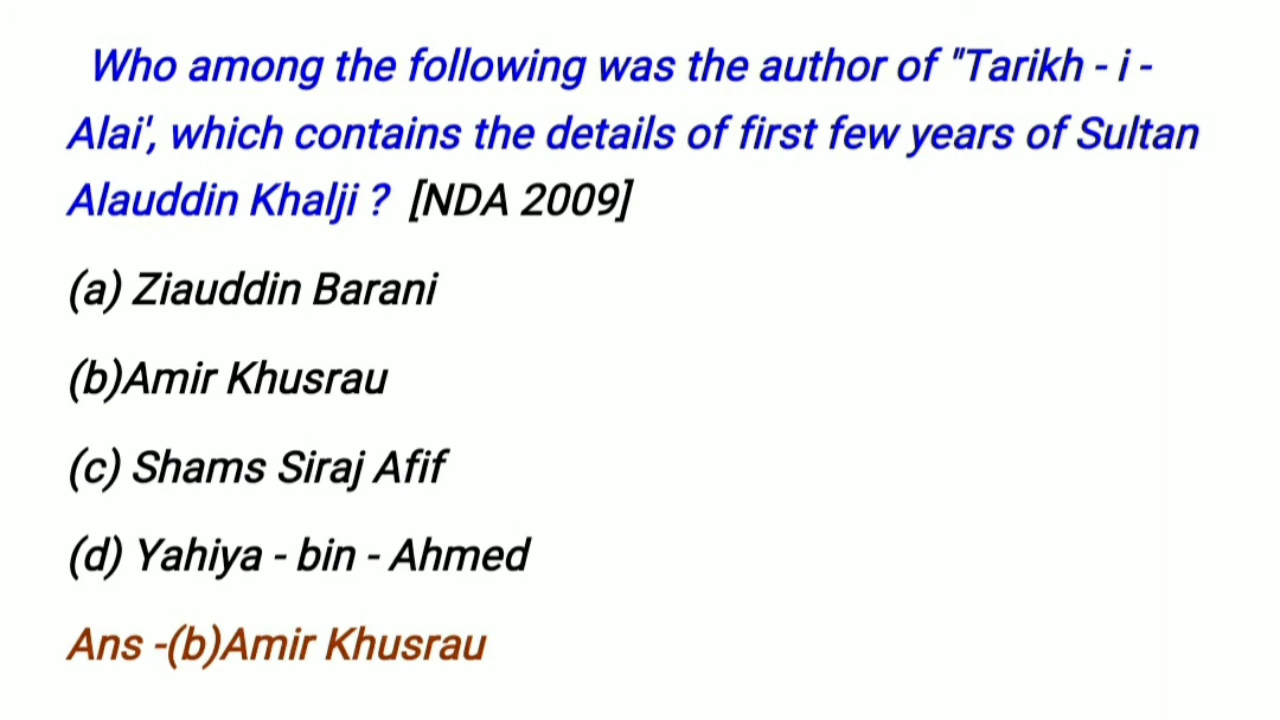 Who among the following was the author of "Tarikh - i -
Alai', which contains the details of first few years of Sultan
Alauddin Khalji ? [NDA 2009]
(a) Ziauddin Barani
(b)Amir Khusrau
(c) Shams Siraj Afif
(d) Yahiya - bin - Ahmed
Ans -(b)Amir Khusrau